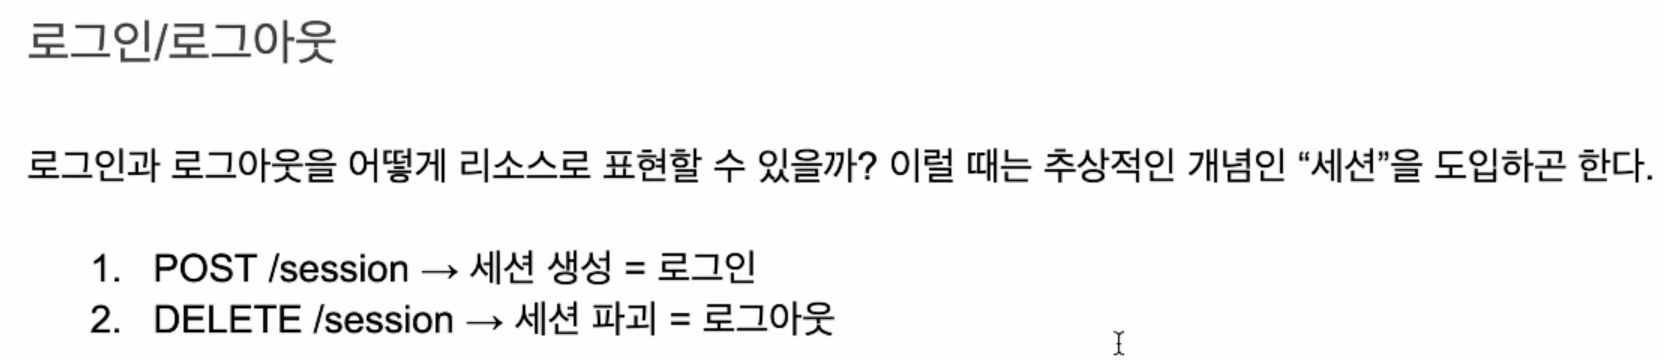 로그인/로그아웃
로그인과 로그아웃을 어떻게 리소스로 표현할 수 있을까? 이럴 때는 추상적인 개념인 “세션”을 도입하곤 한다.
1. POST /session → 세션 생성 = 로그인
2. DELETE /session → 세션 파괴 = 로그아웃